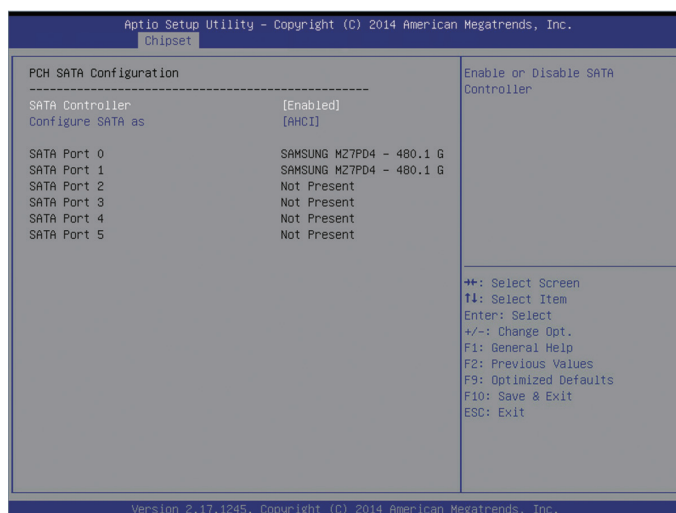 Aptio Setup Utility – Copyright (C) 2014 American Megatrends, Inc.
Chipset
PCH SATA Configuration
SATA Controller [Enabled]
Configure SATA as [AHCI]
SATA Port 0 SAMSUNG MZ7PD4 – 480.1 G
SATA Port 1 SAMSUNG MZ7PD4 – 480.1 G
SATA Port 2 Not Present
SATA Port 3 Not Present
SATA Port 4 Not Present
SATA Port 5 Not Present
Enable or Disable SATA
Controller
→←: Select Screen
↑↓: Select Item
Enter: Select
+/-: Change Opt.
F1: General Help
F2: Previous Values
F9: Optimized Defaults
F10: Save & Exit
ESC: Exit
Version 2.17.1245. Copyright (C) 2014 American Megatrends, Inc.